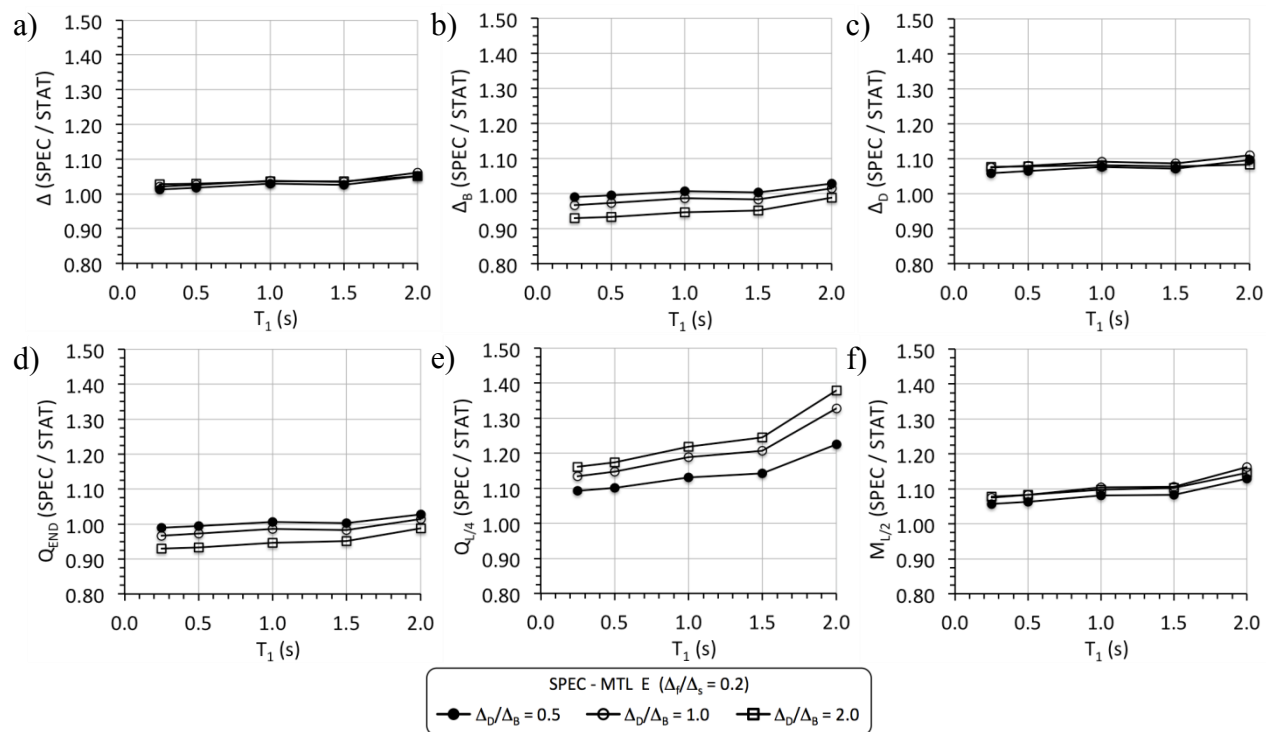 a)
1.50
1.40
1.30
1.20
1.10
1.00
0.90
0.80
Δ (SPEC / STAT)
0.0 0.5 1.0 1.5 2.0
T1 (s)
b)
1.50
1.40
1.30
1.20
1.10
1.00
0.90
0.80
ΔB (SPEC / STAT)
0.0 0.5 1.0 1.5 2.0
T1 (s)
c)
1.50
1.40
1.30
1.20
1.10
1.00
0.90
0.80
ΔD (SPEC / STAT)
0.0 0.5 1.0 1.5 2.0
T1 (s)
d)
1.50
1.40
1.30
1.20
1.10
1.00
0.90
0.80
QEND (SPEC / STAT)
0.0 0.5 1.0 1.5 2.0
T1 (s)
e)
1.50
1.40
1.30
1.20
1.10
1.00
0.90
0.80
QL/4 (SPEC / STAT)
0.0 0.5 1.0 1.5 2.0
T1 (s)
f)
1.50
1.40
1.30
1.20
1.10
1.00
0.90
0.80
ML/2 (SPEC / STAT)
0.0 0.5 1.0 1.5 2.0
T1 (s)
SPEC - MTL E (Δf/Δs = 0.2)
ΔD/ΔB = 0.5 ΔD/ΔB = 1.0 ΔD/ΔB = 2.0